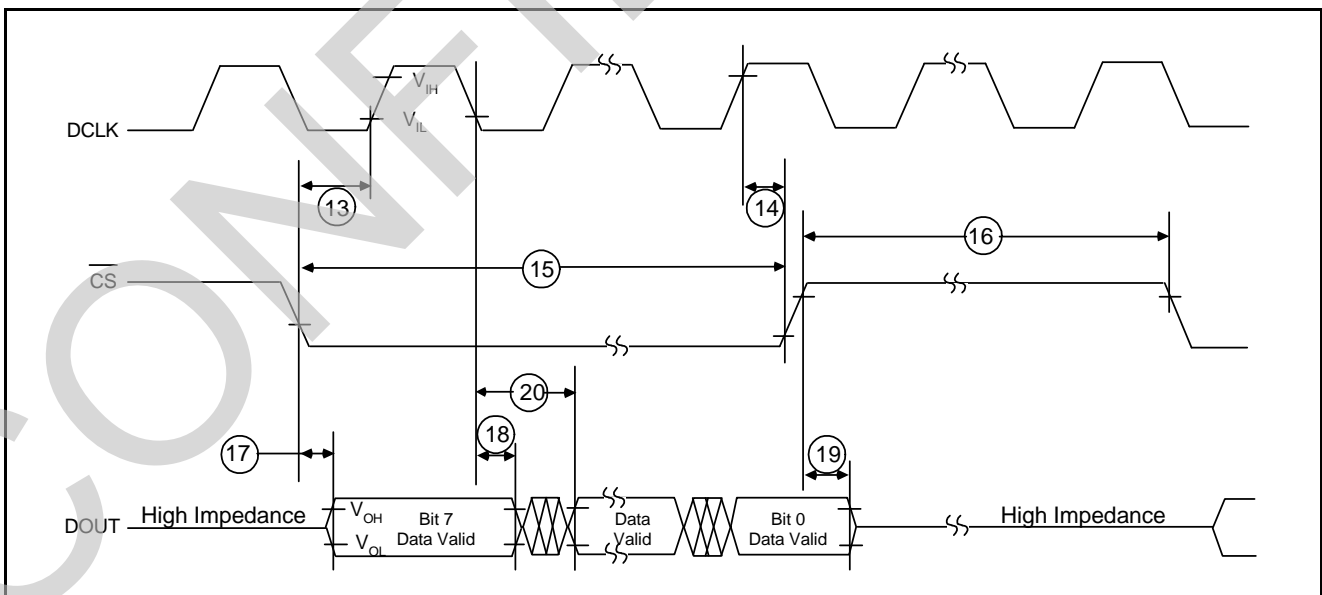 DCLK
V_IH
V_IL
13
14
16
CS
15
20
18
17
19
DOUT
High Impedance
V_OH
V_OL
Bit 7
Data Valid
Data
Valid
Bit 0
Data Valid
High Impedance